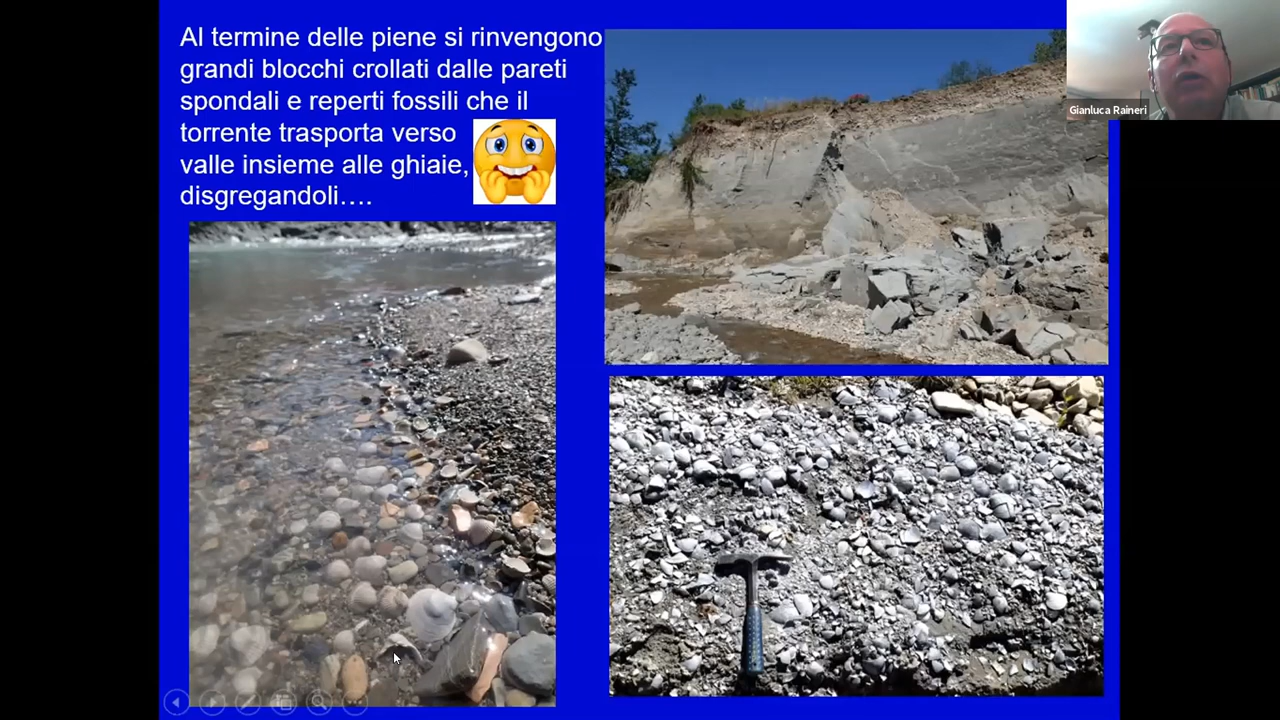 Al termine delle piene si rinvengono
grandi blocchi crollati dalle pareti
spondali e reperti fossili che il
torrente trasporta verso
valle insieme alle ghiaie,
disgregandoli….
Gianluca Raineri